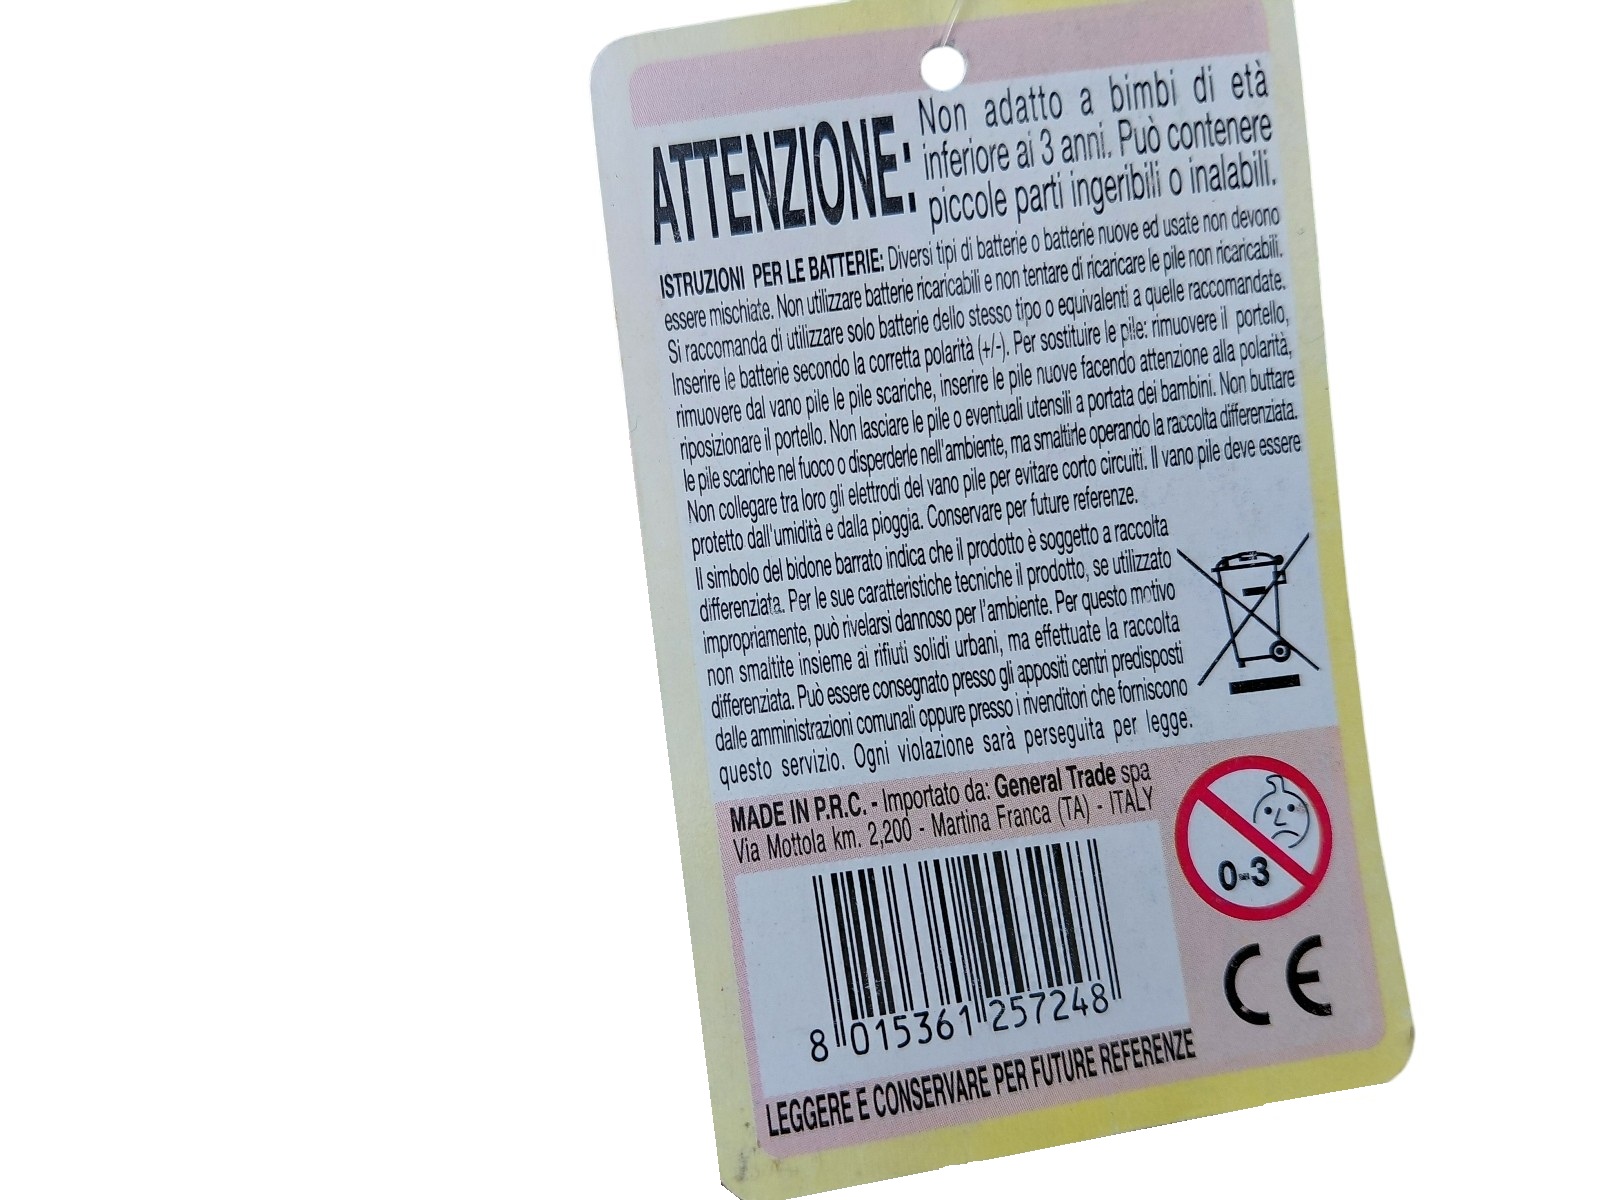 ATTENZIONE:
Non adatto a bimbi di età
inferiore ai 3 anni. Può contenere
piccole parti ingeribili o inalabili.
ISTRUZIONI PER LE BATTERIE: Diversi tipi di batterie o batterie nuove ed usate non devono
essere mischiate. Non utilizzare batterie ricaricabili e non tentare di ricaricare le pile non ricaricabili.
Si raccomanda di utilizzare solo batterie dello stesso tipo o equivalenti a quelle raccomandate.
Inserire le batterie secondo la corretta polarità (+/-). Per sostituire le pile: rimuovere il portello,
rimuovere dal vano pile le pile scariche, inserire le pile nuove facendo attenzione alla polarità,
riposizionare il portello. Non lasciare le pile o eventuali utensili a portata dei bambini. Non buttare
le pile scariche nel fuoco o disperderle nell'ambiente, ma smaltirle operando la raccolta differenziata.
Non collegare tra loro gli elettrodi del vano pile per evitare corto circuiti. Il vano pile deve essere
protetto dall'umidità e dalla pioggia. Conservare per future referenze.
Il simbolo del bidone barrato indica che il prodotto è soggetto a raccolta
differenziata. Per le sue caratteristiche tecniche il prodotto, se utilizzato
impropriamente, può rivelarsi dannoso per l'ambiente. Per questo motivo
non smaltite insieme ai rifiuti solidi urbani, ma effettuate la raccolta
differenziata. Può essere consegnato presso gli appositi centri predisposti
dalle amministrazioni comunali oppure presso i rivenditori che forniscono
questo servizio. Ogni violazione sarà perseguita per legge.
MADE IN P.R.C. - Importato da: General Trade spa
Via Mottola km. 2,200 - Martina Franca (TA) - ITALY
0-3
CE
8 015361 257248
LEGGERE E CONSERVARE PER FUTURE REFERENZE